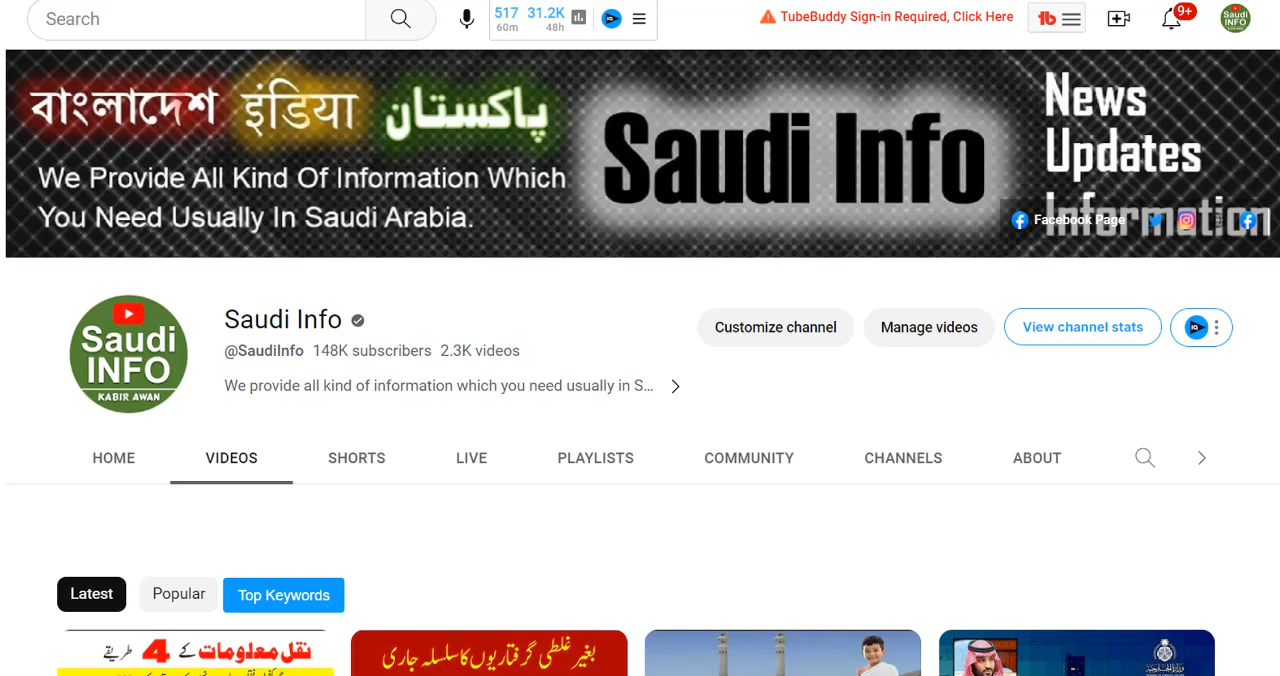 Search
517 31.2K
60m 48h
TubeBuddy Sign-in Required, Click Here
9+
Saudi
INFO
বাংলাদেশ इंडिया پاکستان
We Provide All Kind Of Information Which
You Need Usually In Saudi Arabia.
Saudi Info
News
Updates
Information
Facebook Page
Saudi
INFO
KABIR AWAN
Saudi Info
@SaudiInfo 148K subscribers 2.3K videos
We provide all kind of information which you need usually in S...
Customize channel
Manage videos
View channel stats
HOME VIDEOS SHORTS LIVE PLAYLISTS COMMUNITY CHANNELS ABOUT
Latest Popular Top Keywords
نقل معلومات کے 4 طریقے
بغیر غلطی گرفتاریوں کا سلسلہ جاری
وزارة الخارجية